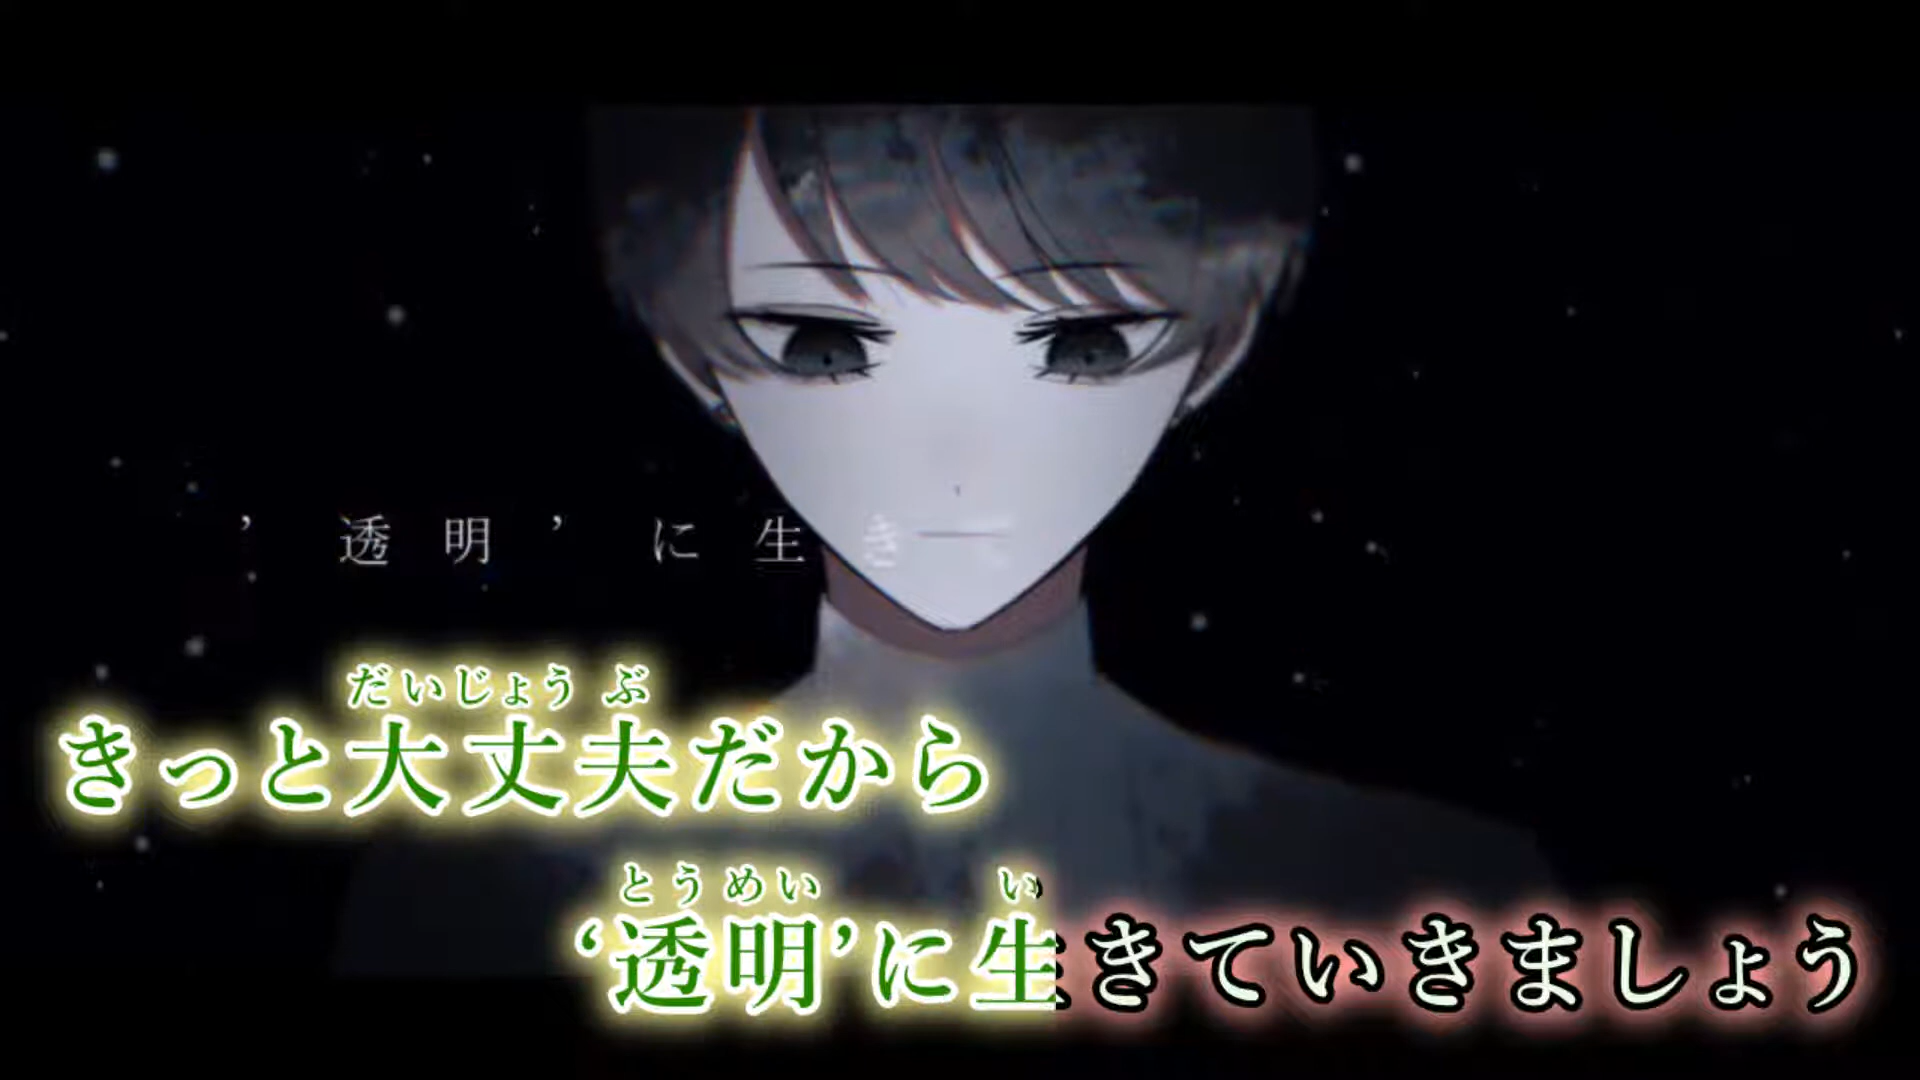 ’透明’に生き
だいじょうぶ
きっと大丈夫だから
とうめい い
‘透明’に生きていきましょう